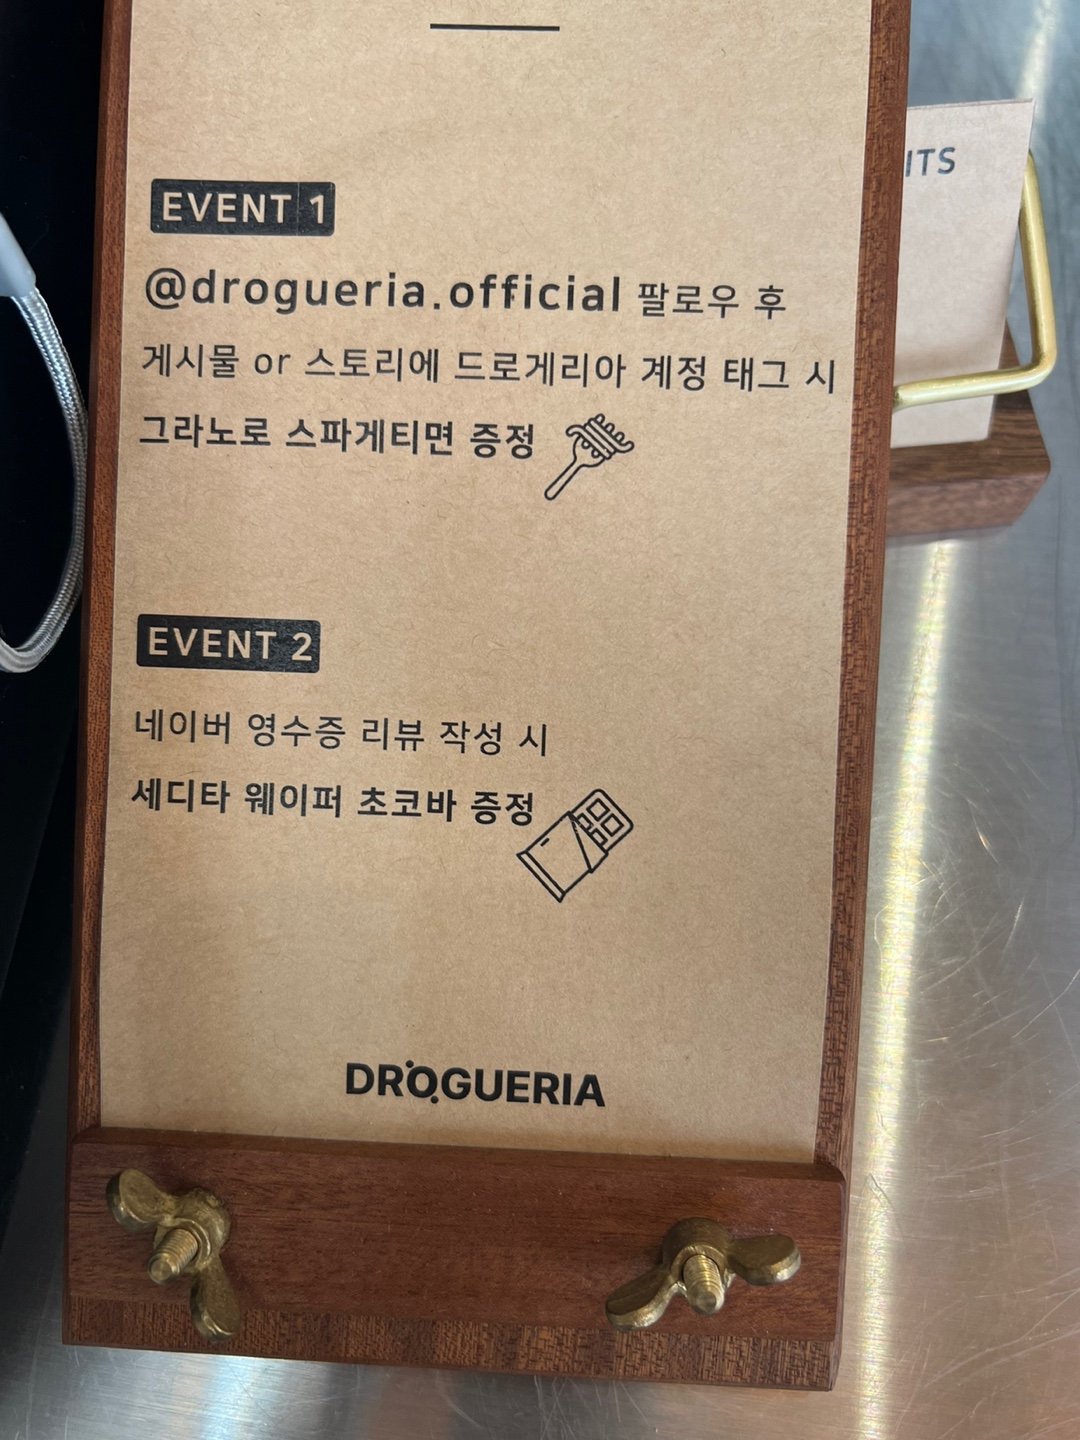 EVENT 1
@drogueria.official 팔로우 후
게시물 or 스토리에 드로게리아 계정 태그 시
그라노로 스파게티면 증정
EVENT 2
네이버 영수증 리뷰 작성 시
세디타 웨이퍼 초코바 증정
DROGUERIA